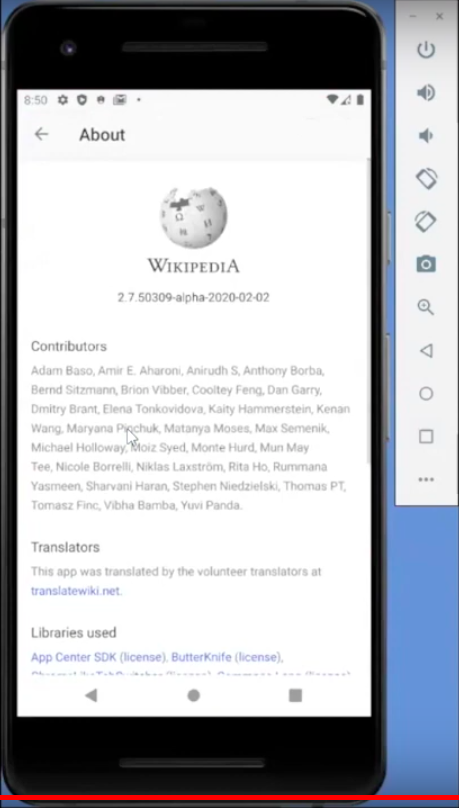 8:50
About
WIKIPEDIA
2.7.50309-alpha-2020-02-02
Contributors
Adam Baso, Amir E. Aharoni, Anirudh S, Anthony Borba,
Bernd Sitzmann, Brion Vibber, Cooltey Feng, Dan Garry,
Dmitry Brant, Elena Tonkovidova, Kaity Hammerstein, Kenan
Wang, Maryana Pinchuk, Matanya Moses, Max Semenik,
Michael Holloway, Moiz Syed, Monte Hurd, Mun May
Tee, Nicole Borrelli, Niklas Laxström, Rita Ho, Rummana
Yasmeen, Sharvani Haran, Stephen Niedzielski, Thomas PT,
Tomasz Finc, Vibha Bamba, Yuvi Panda.
Translators
This app was translated by the volunteer translators at
translatewiki.net.
Libraries used
App Center SDK (license), ButterKnife (license),